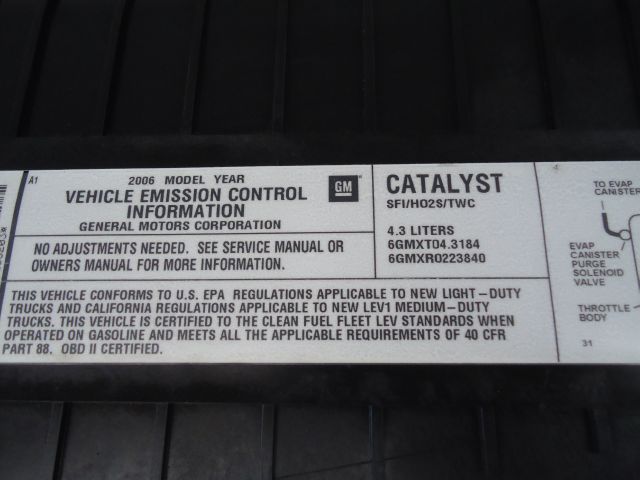 A1
2006 MODEL YEAR
VEHICLE EMISSION CONTROL
INFORMATION
GENERAL MOTORS CORPORATION
GM
NO ADJUSTMENTS NEEDED. SEE SERVICE MANUAL OR
OWNERS MANUAL FOR MORE INFORMATION.
CATALYST
SFI/HO2S/TWC
4.3 LITERS
6GMXT04.3184
6GMXR0223840
THIS VEHICLE CONFORMS TO U.S. EPA REGULATIONS APPLICABLE TO NEW LIGHT-DUTY
TRUCKS AND CALIFORNIA REGULATIONS APPLICABLE TO NEW LEV1 MEDIUM-DUTY
TRUCKS. THIS VEHICLE IS CERTIFIED TO THE CLEAN FUEL FLEET LEV STANDARDS WHEN
OPERATED ON GASOLINE AND MEETS ALL THE APPLICABLE REQUIREMENTS OF 40 CFR
PART 88. OBD II CERTIFIED.
TO EVAP
CANISTER
EVAP
CANISTER
PURGE
SOLENOID
VALVE
THROTTLE
BODY
31